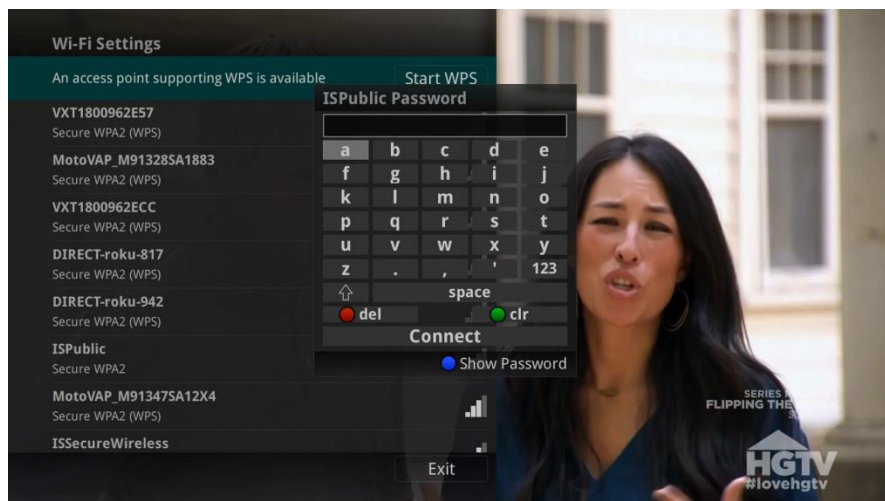 Wi-Fi Settings
An access point supporting WPS is available
Start WPS
VXT1800962E57
Secure WPA2 (WPS)
MotoVAP_M91328SA1883
Secure WPA2 (WPS)
VXT1800962ECC
Secure WPA2 (WPS)
DIRECT-roku-817
Secure WPA2 (WPS)
DIRECT-roku-942
Secure WPA2 (WPS)
ISPublic
Secure WPA2
MotoVAP_M91347SA12X4
Secure WPA2 (WPS)
ISSecureWireless
Exit
ISPublic Password
a b c d e
f g h i j
k l m n o
p q r s t
u v w x y
z . , ' 123
space
del clr
Connect
Show Password
SERIES
FLIPPING THE
HGTV
#lovehgtv